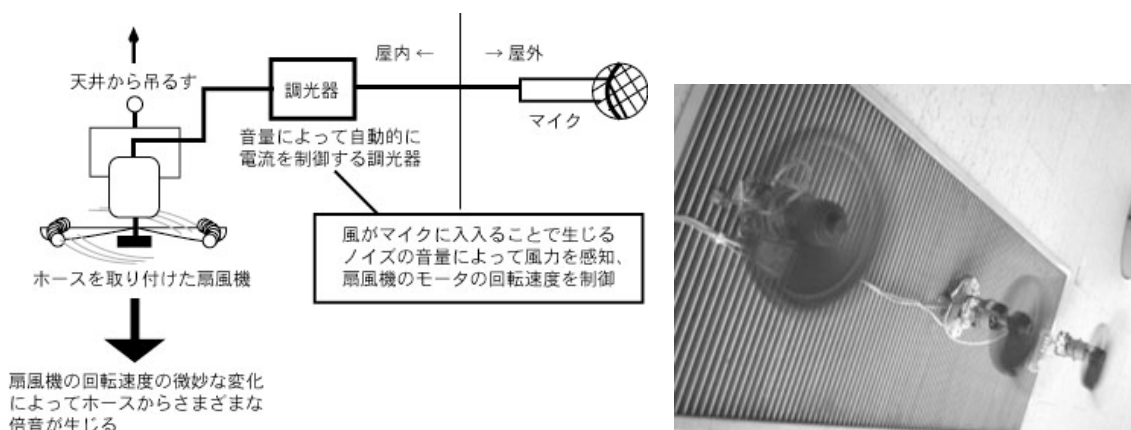 天井から吊るす
調光器
屋内 ←
→ 屋外
マイク
音量によって自動的に
電流を制御する調光器
風がマイクに入入ることで生じる
ノイズの音量によって風力を感知、
扇風機のモータの回転速度を制御
ホースを取り付けた扇風機
扇風機の回転速度の微妙な変化
によってホースからさまざまな
倍音が生じる